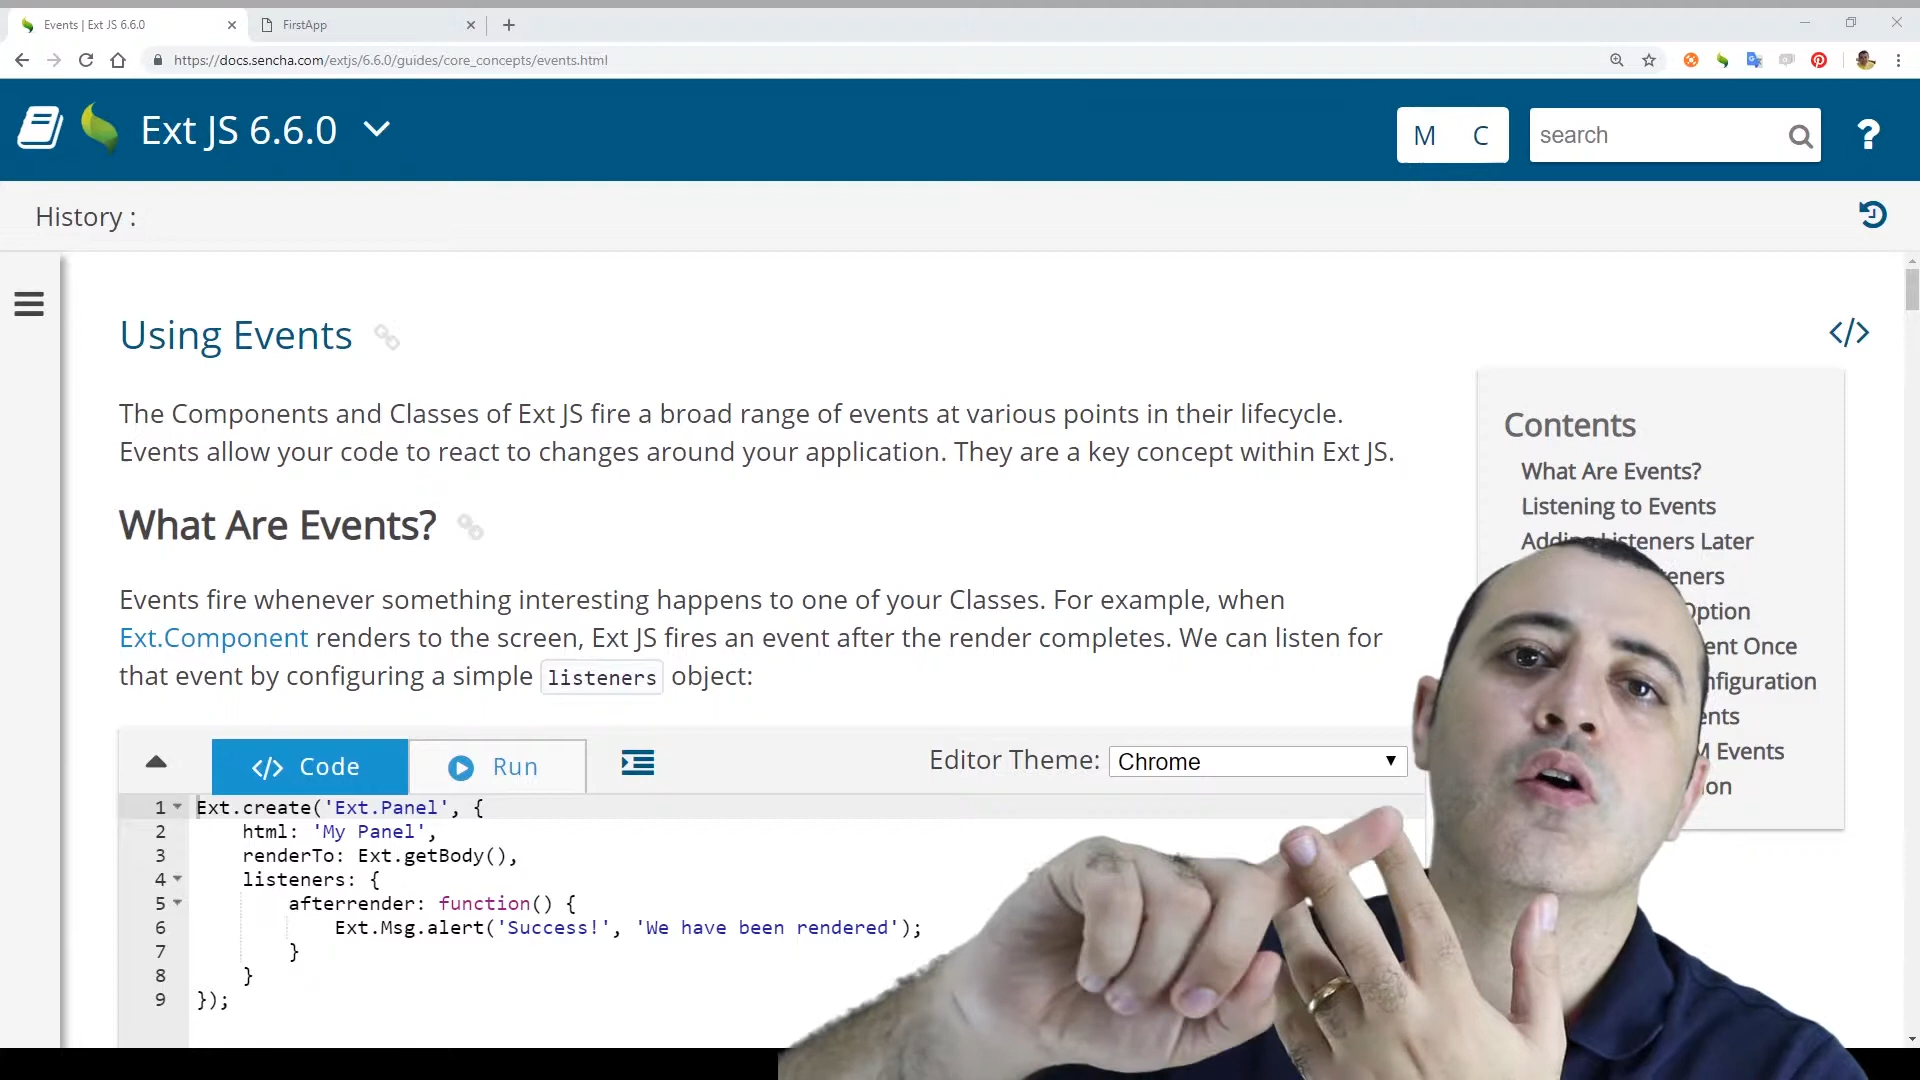 Events | Ext JS 6.6.0
FirstApp
https://docs.sencha.com/extjs/6.6.0/guides/core_concepts/events.html
Ext JS 6.6.0
M C
search
?
History :
Using Events
The Components and Classes of Ext JS fire a broad range of events at various points in their lifecycle.
Events allow your code to react to changes around your application. They are a key concept within Ext JS.
What Are Events?
Events fire whenever something interesting happens to one of your Classes. For example, when
Ext.Component renders to the screen, Ext JS fires an event after the render completes. We can listen for
that event by configuring a simple listeners object:
</> Code
Run
Editor Theme: Chrome
1 Ext.create('Ext.Panel', {
2 html: 'My Panel',
3 renderTo: Ext.getBody(),
4 listeners: {
5 afterrender: function() {
6 Ext.Msg.alert('Success!', 'We have been rendered');
7 }
8 }
9 });
</>
Contents
What Are Events?
Listening to Events
Adding Listeners Later
eners
Option
ent Once
nfiguration
ents
M Events
on